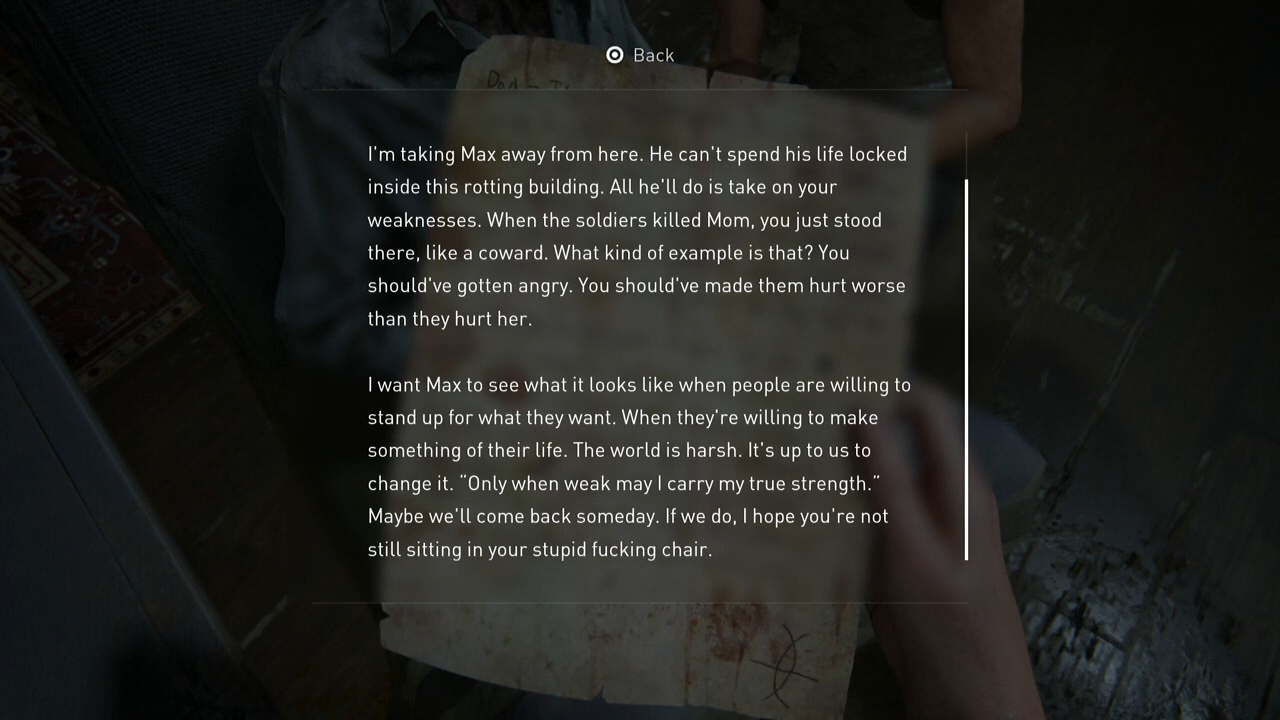 Back
Dad -
I'm taking Max away from here. He can't spend his life locked
inside this rotting building. All he'll do is take on your
weaknesses. When the soldiers killed Mom, you just stood
there, like a coward. What kind of example is that? You
should've gotten angry. You should've made them hurt worse
than they hurt her.
I want Max to see what it looks like when people are willing to
stand up for what they want. When they're willing to make
something of their life. The world is harsh. It's up to us to
change it. “Only when weak may I carry my true strength.”
Maybe we'll come back someday. If we do, I hope you're not
still sitting in your stupid fucking chair.